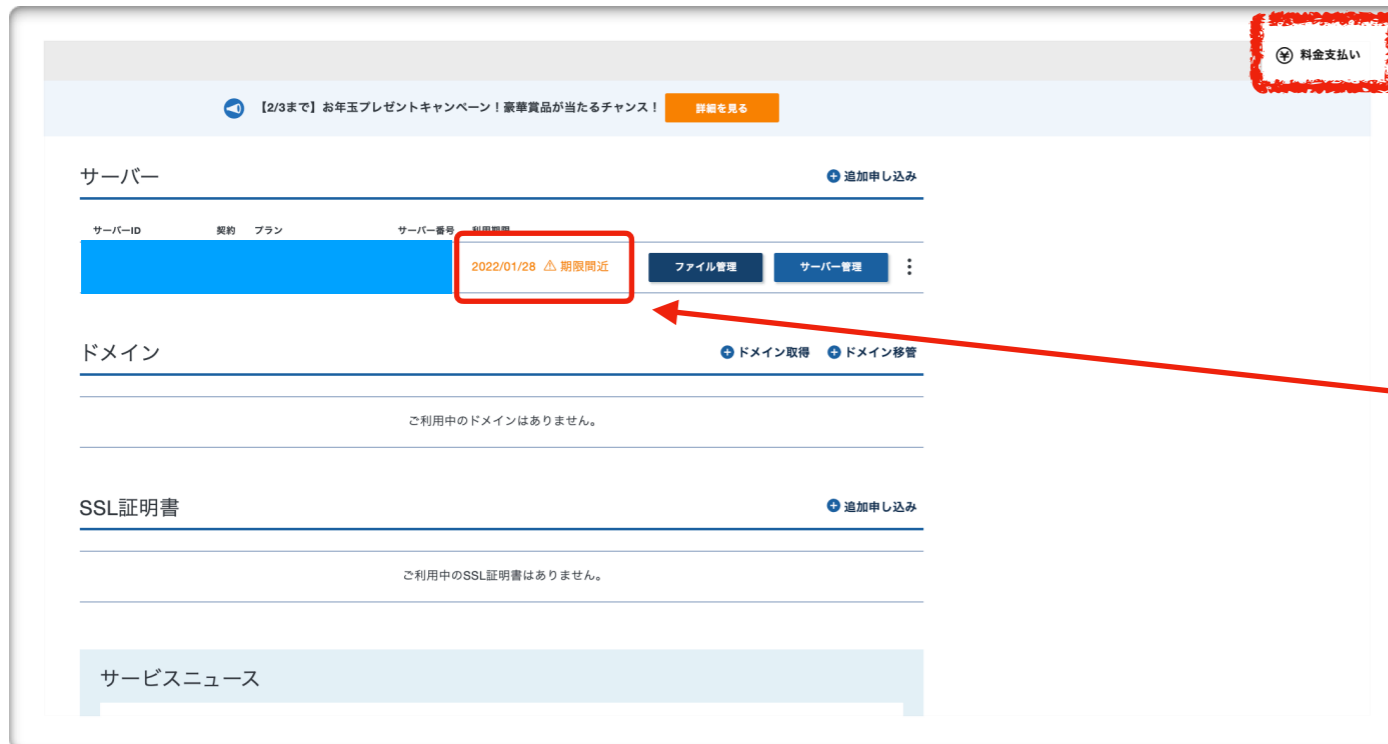 料金支払い
【2/3まで】お年玉プレゼントキャンペーン！豪華賞品が当たるチャンス！ 詳細を見る
サーバー 追加申し込み
サーバーID 契約 プラン サーバー番号 利用期限
2022/01/28 期限間近 ファイル管理 サーバー管理
ドメイン ドメイン取得 ドメイン移管
ご利用中のドメインはありません。
SSL証明書 追加申し込み
ご利用中のSSL証明書はありません。
サービスニュース